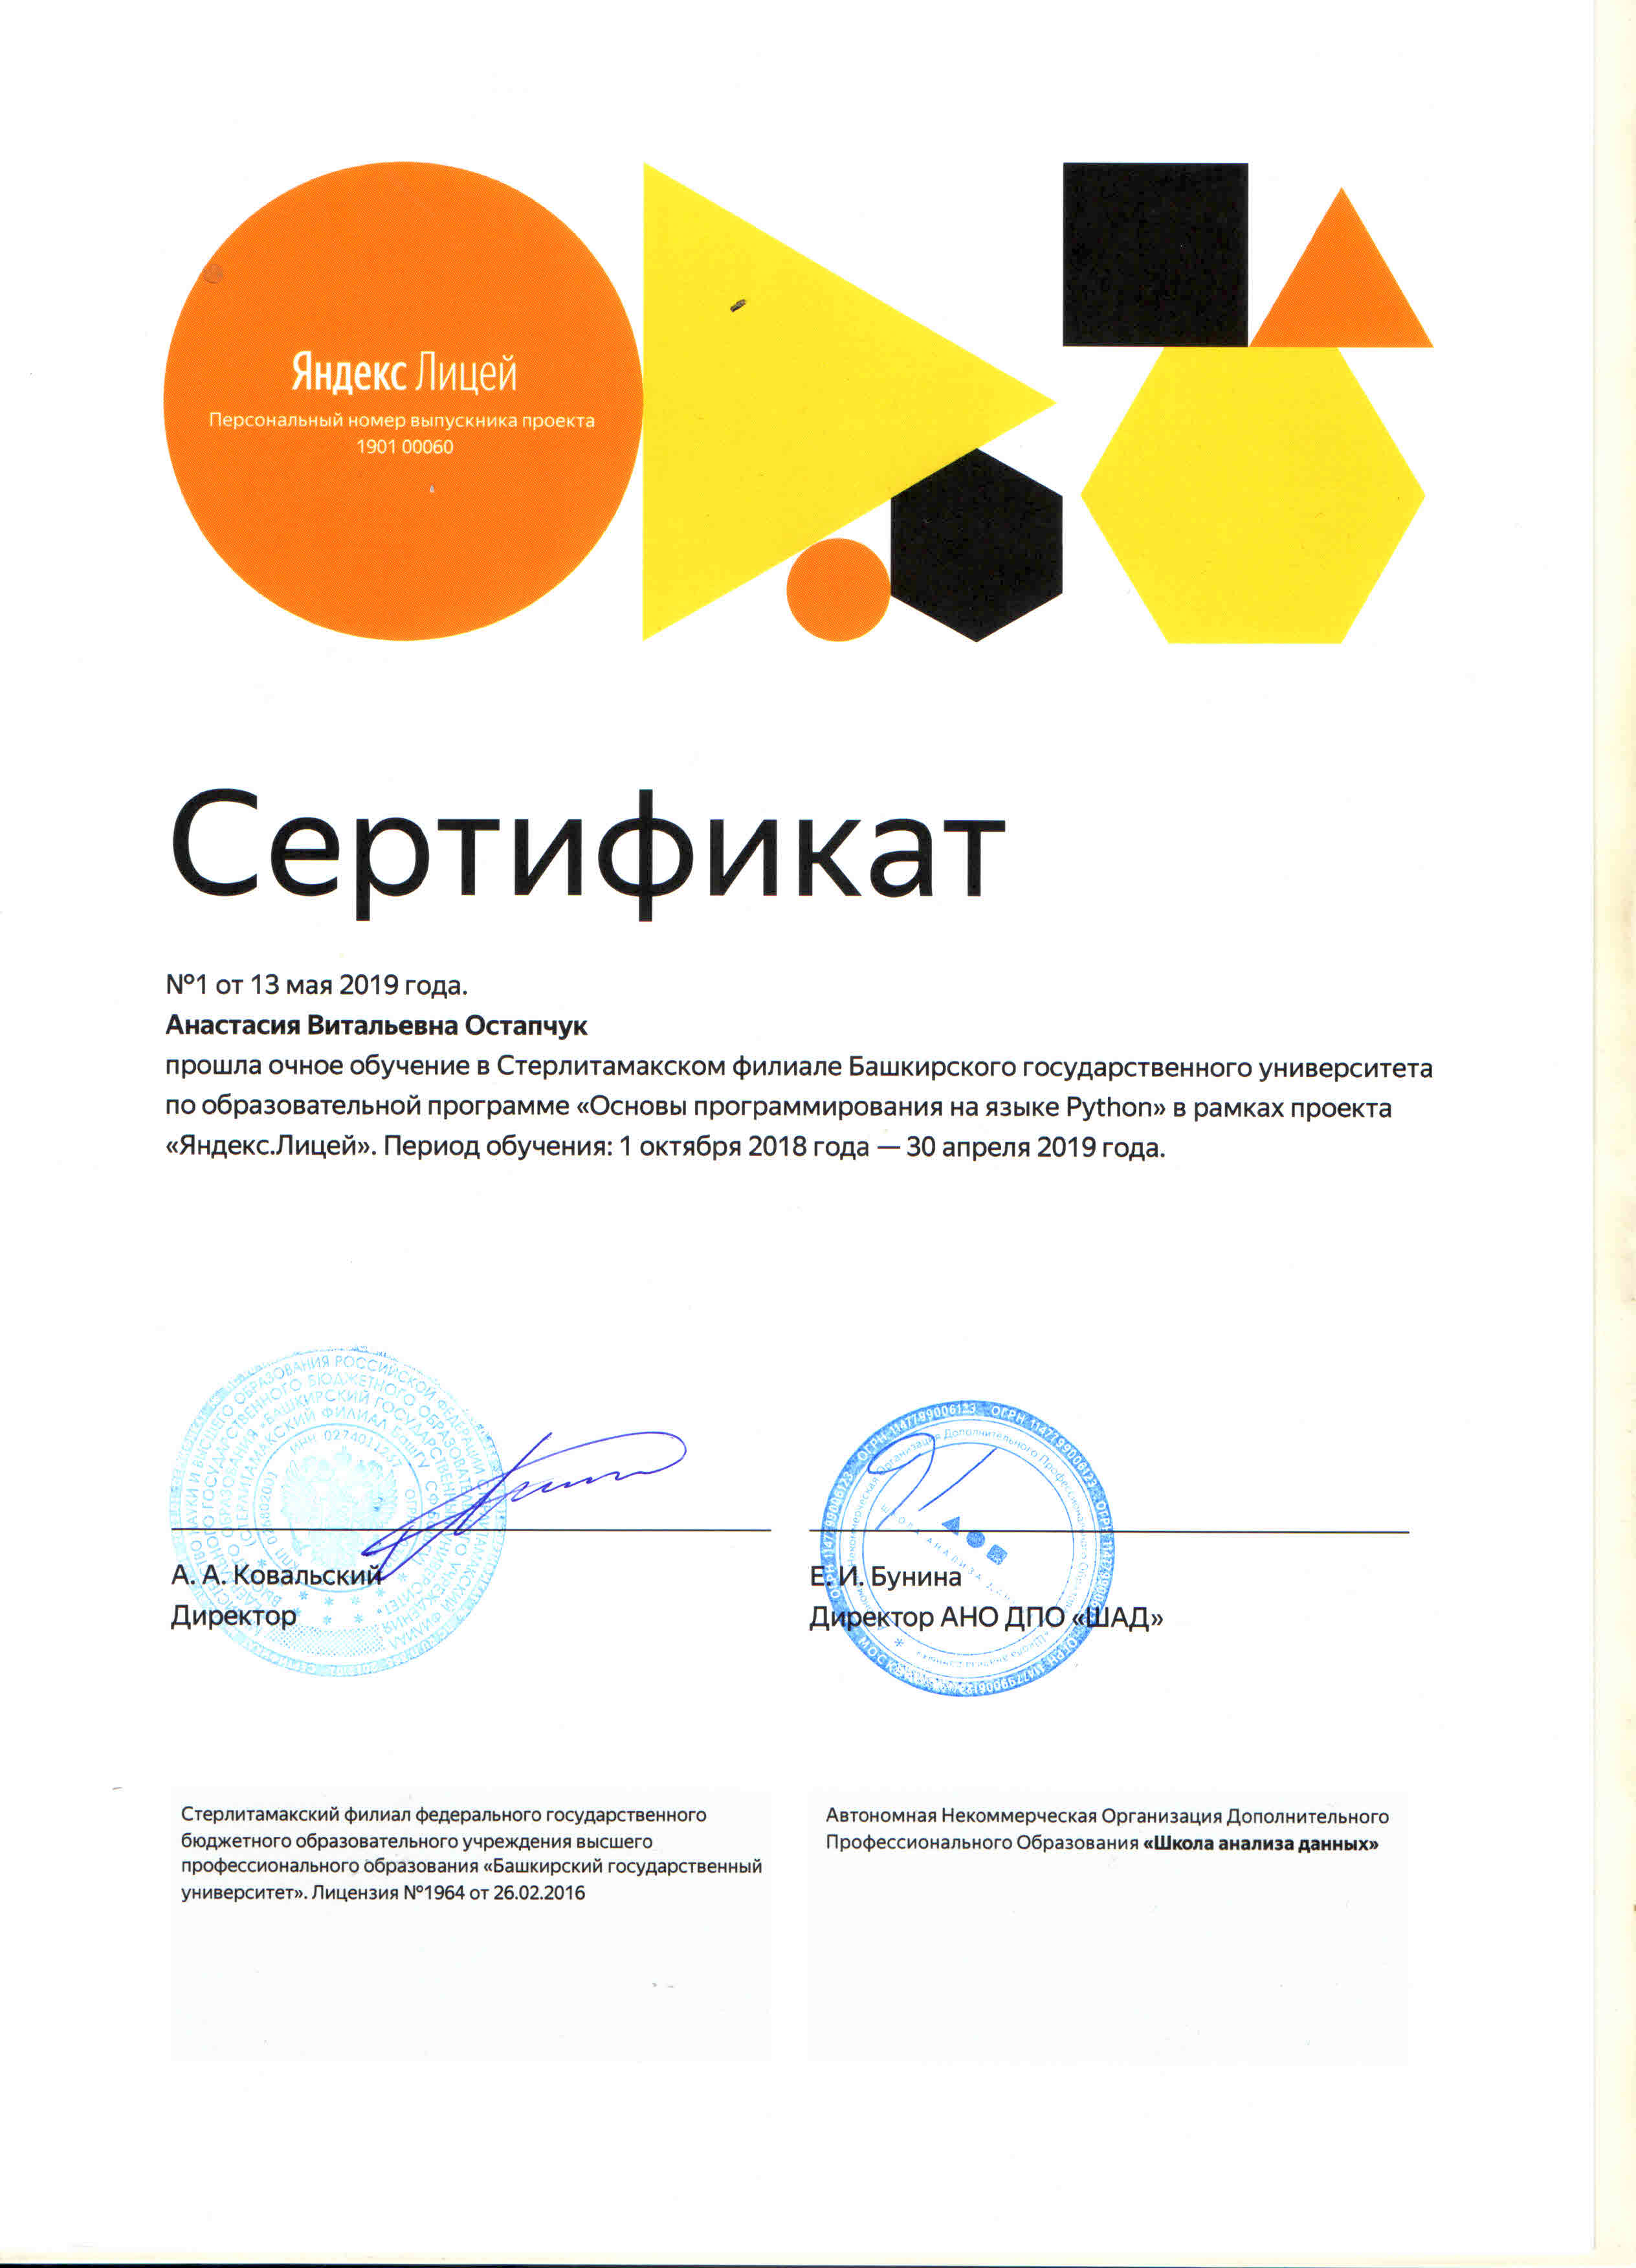 Яндекс Лицей
Персональный номер выпускника проекта
1901 00060
Сертификат
№1 от 13 мая 2019 года.
Анастасия Витальевна Остапчук
прошла очное обучение в Стерлитамакском филиале Башкирского государственного университета
по образовательной программе «Основы программирования на языке Python» в рамках проекта
«Яндекс.Лицей». Период обучения: 1 октября 2018 года — 30 апреля 2019 года.
А. А. Ковальский
Директор
Е. И. Бунина
Директор АНО ДПО «ШАД»
Стерлитамакский филиал федерального государственного
бюджетного образовательного учреждения высшего
профессионального образования «Башкирский государственный
университет». Лицензия №1964 от 26.02.2016
Автономная Некоммерческая Организация Дополнительного
Профессионального Образования «Школа анализа данных»